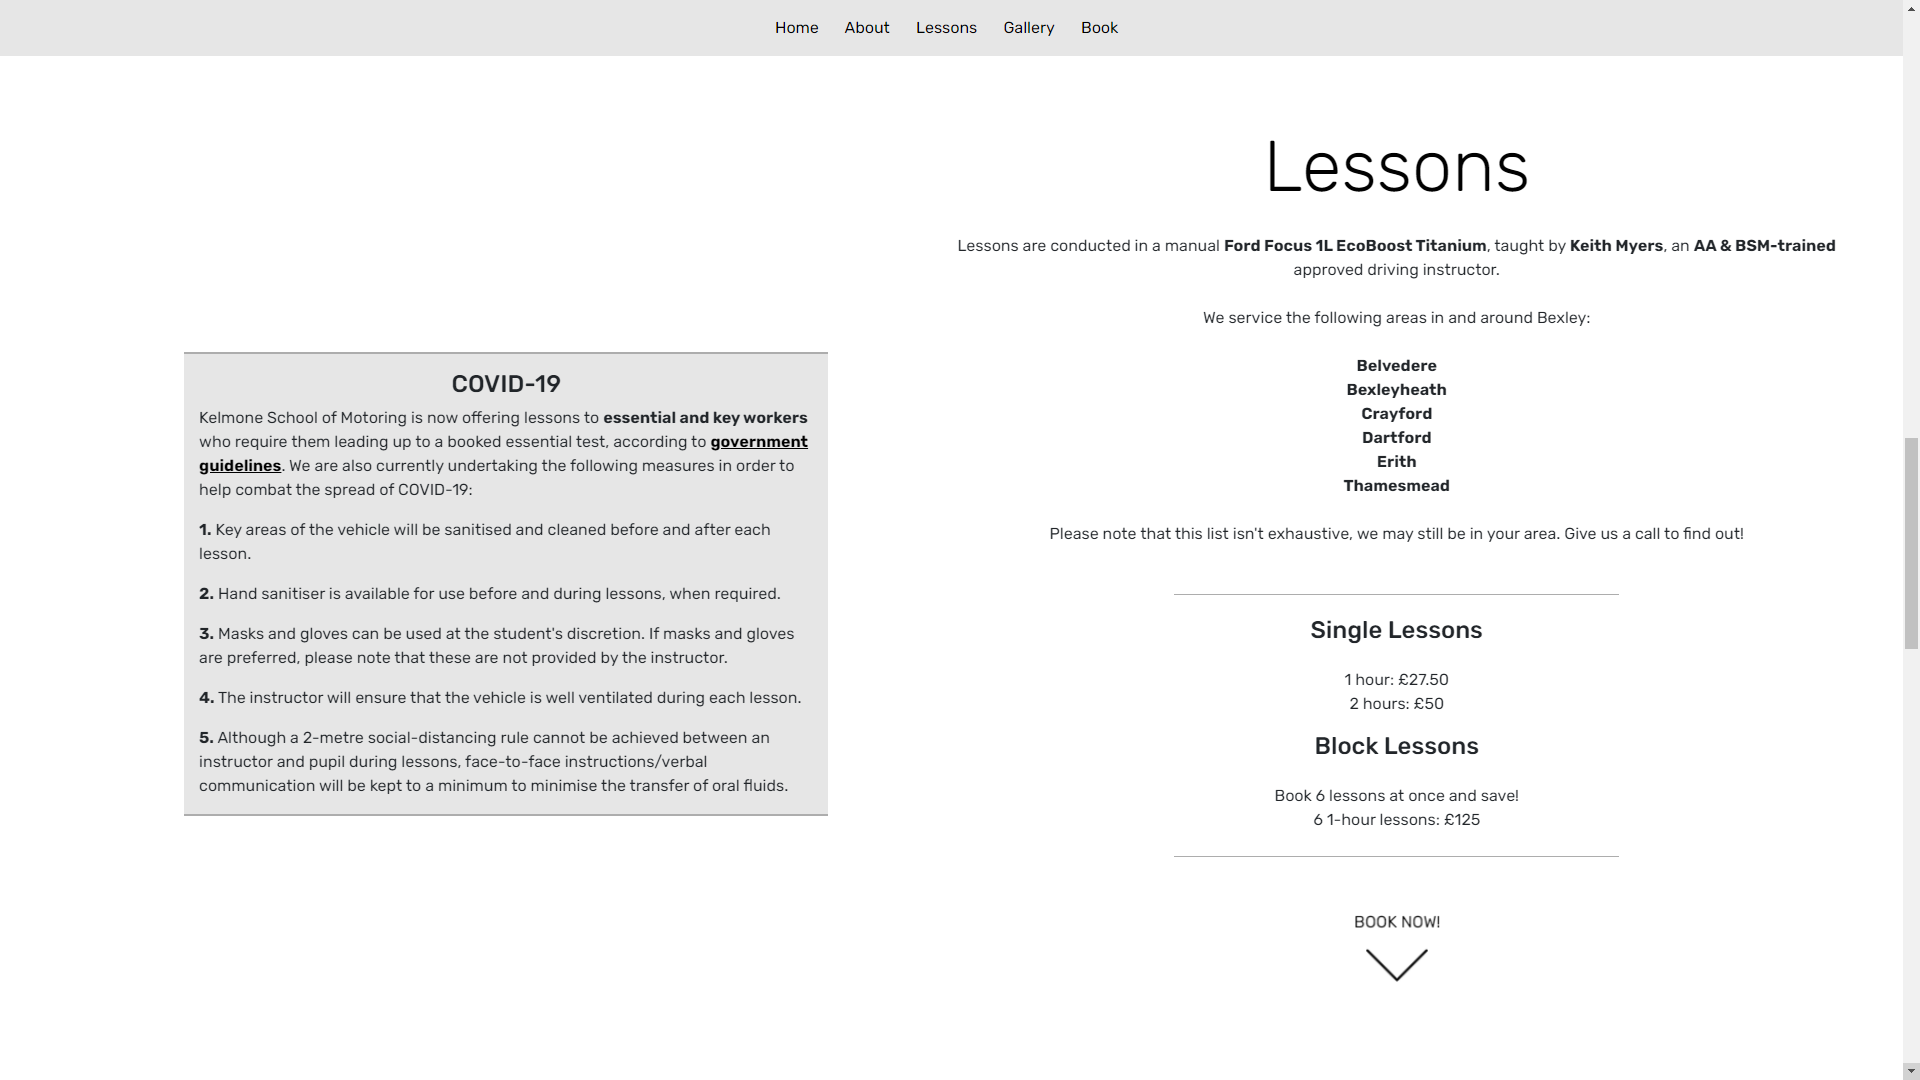 Home About Lessons Gallery Book
COVID-19
Kelmone School of Motoring is now offering lessons to essential and key workers
who require them leading up to a booked essential test, according to government
guidelines. We are also currently undertaking the following measures in order to
help combat the spread of COVID-19:
1. Key areas of the vehicle will be sanitised and cleaned before and after each
lesson.
2. Hand sanitiser is available for use before and during lessons, when required.
3. Masks and gloves can be used at the student's discretion. If masks and gloves
are preferred, please note that these are not provided by the instructor.
4. The instructor will ensure that the vehicle is well ventilated during each lesson.
5. Although a 2-metre social-distancing rule cannot be achieved between an
instructor and pupil during lessons, face-to-face instructions/verbal
communication will be kept to a minimum to minimise the transfer of oral fluids.
Lessons
Lessons are conducted in a manual Ford Focus 1L EcoBoost Titanium, taught by Keith Myers, an AA & BSM-trained
approved driving instructor.
We service the following areas in and around Bexley:
Belvedere
Bexleyheath
Crayford
Dartford
Erith
Thamesmead
Please note that this list isn't exhaustive, we may still be in your area. Give us a call to find out!
Single Lessons
1 hour: £27.50
2 hours: £50
Block Lessons
Book 6 lessons at once and save!
6 1-hour lessons: £125
BOOK NOW!